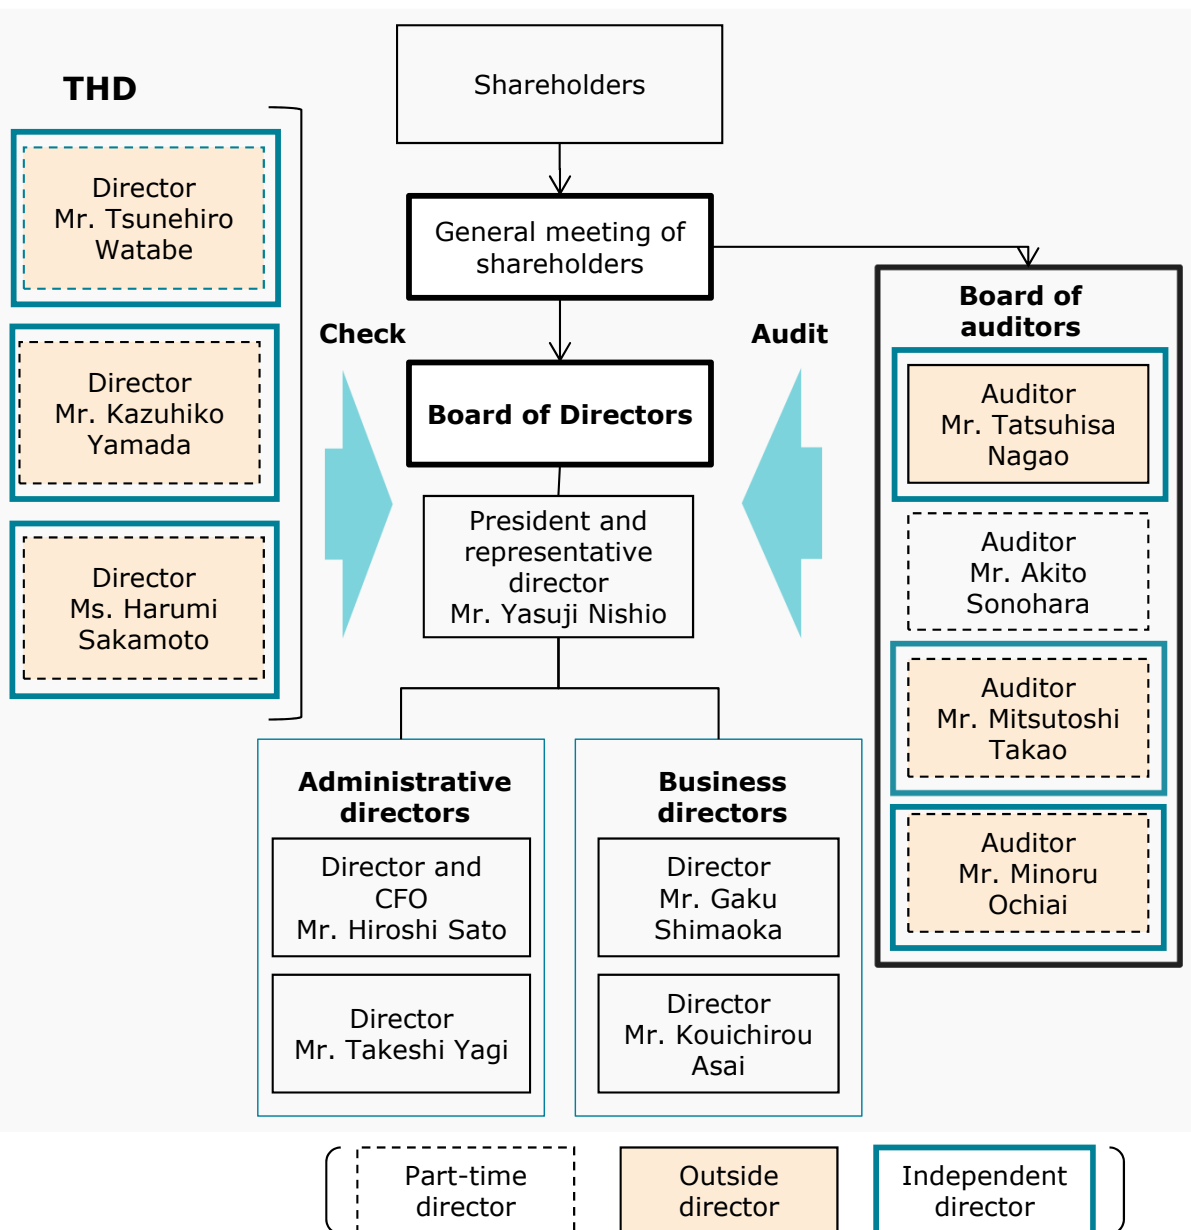 THD
Shareholders
Director
Mr. Tsunehiro
Watabe
Director
Mr. Kazuhiko
Yamada
Director
Ms. Harumi
Sakamoto
General meeting of
shareholders
Check
Audit
Board of Directors
President and
representative
director
Mr. Yasuji Nishio
Board of
auditors
Auditor
Mr. Tatsuhisa
Nagao
Auditor
Mr. Akito
Sonohara
Auditor
Mr. Mitsutoshi
Takao
Auditor
Mr. Minoru
Ochiai
Administrative
directors
Director and
CFO
Mr. Hiroshi Sato
Director
Mr. Takeshi Yagi
Business
directors
Director
Mr. Gaku
Shimaoka
Director
Mr. Kouichirou
Asai
Part-time
director
Outside
director
Independent
director